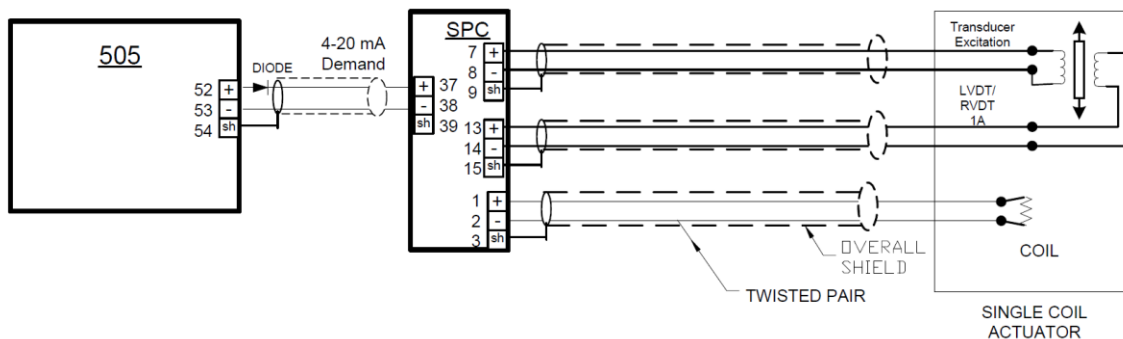 505
52 +
53 -
54 sh
DIODE
4-20 mA
Demand
SPC
37 +
38 -
39 sh
7 +
8 -
9 sh
13 +
14 -
15 sh
1 +
2 -
3 sh
OVERALL
SHIELD
TWISTED PAIR
Transducer
Excitation
LVDT/
RVDT
1A
COIL
SINGLE COIL
ACTUATOR